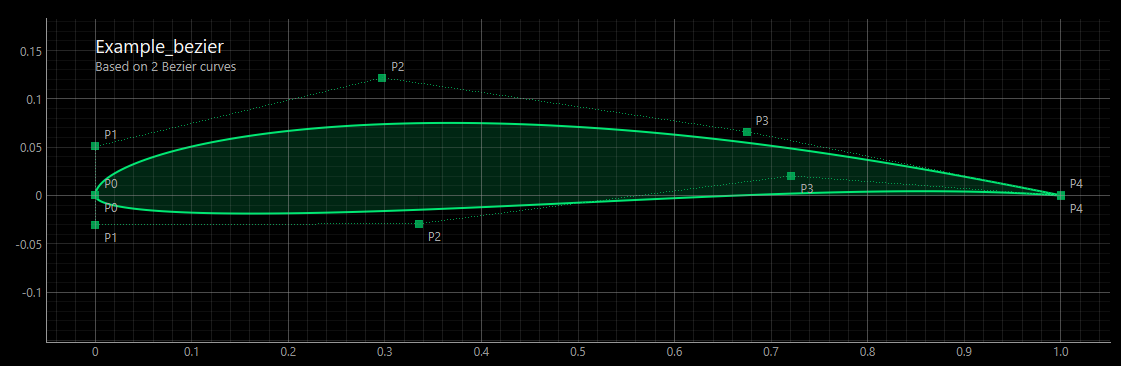 Example_bezier
Based on 2 Bezier curves
0.15
0.1
0.05
0
-0.05
-0.1
P1
P2
P3
P0
P4
P0
P3
P4
P1
P2
0
0.1
0.2
0.3
0.4
0.5
0.6
0.7
0.8
0.9
1.0